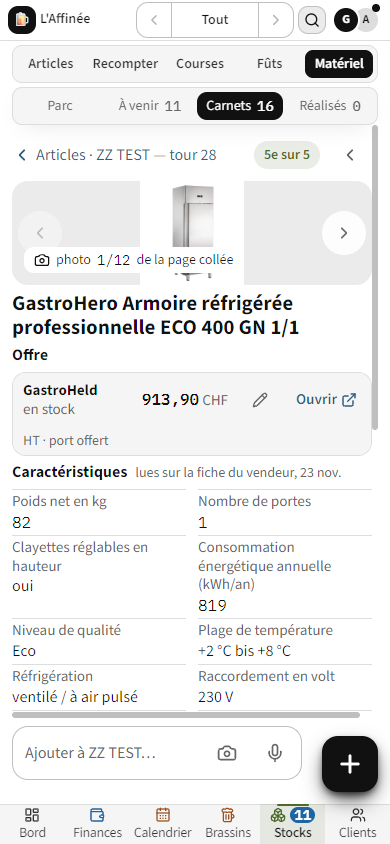 L'Affinée
Tout
G
A
Articles Recompter Courses Fûts Matériel
Parc À venir 11 Carnets 16 Réalisés 0
Articles · ZZ TEST — tour 28
5e sur 5
photo 1/12 de la page collée
GastroHero Armoire réfrigérée
professionnelle ECO 400 GN 1/1
Offre
GastroHeld
en stock
913,90 CHF
Ouvrir
HT · port offert
Caractéristiques lues sur la fiche du vendeur, 23 nov.
Poids net en kg
82
Nombre de portes
1
Clayettes réglables en
hauteur
oui
Consommation
énergétique annuelle
(kWh/an)
819
Niveau de qualité
Eco
Plage de température
+2 °C bis +8 °C
Réfrigération
ventilé / à air pulsé
Raccordement en volt
230 V
Ajouter à ZZ TEST…
11
Bord Finances Calendrier Brassins Stocks Clients